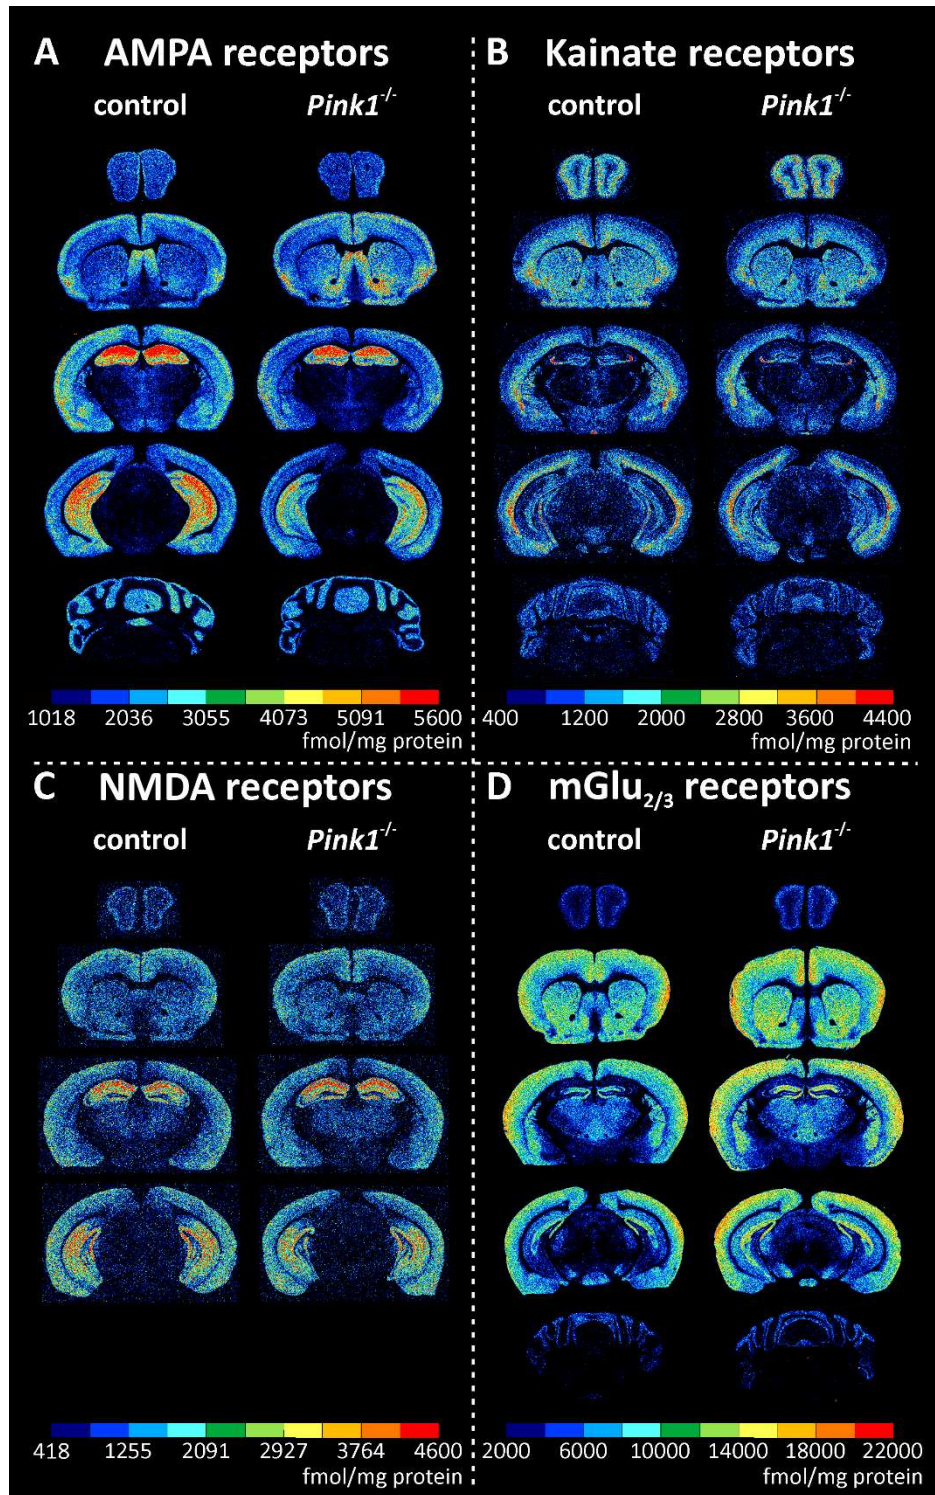 A AMPA receptors
control Pink1-/-
1018 2036 3055 4073 5091 5600
fmol/mg protein
B Kainate receptors
control Pink1-/-
400 1200 2000 2800 3600 4400
fmol/mg protein
C NMDA receptors
control Pink1-/-
418 1255 2091 2927 3764 4600
fmol/mg protein
D mGlu2/3 receptors
control Pink1-/-
2000 6000 10000 14000 18000 22000
fmol/mg protein